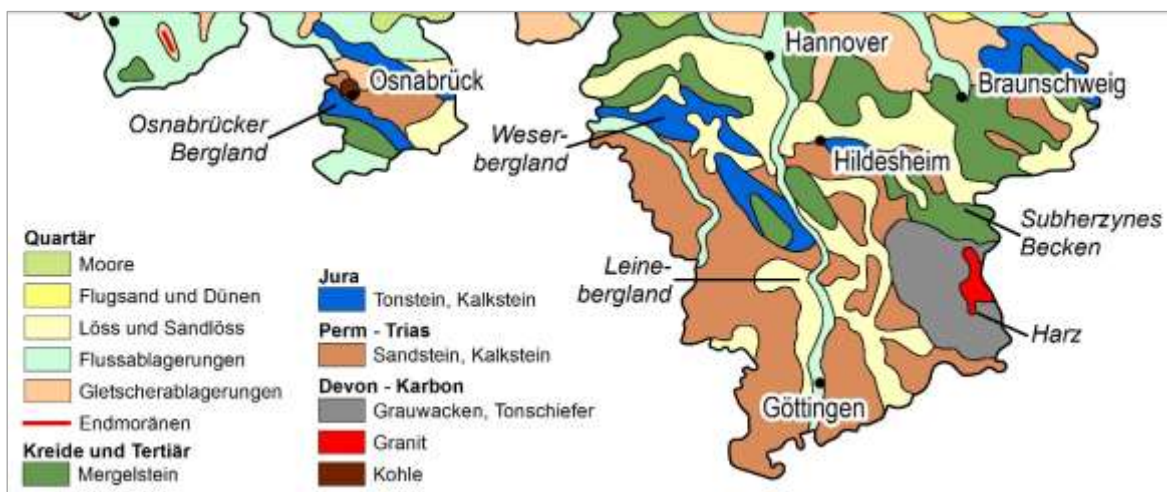 Hannover
Osnabrück
Braunschweig
Osnabrücker
Bergland
Weser-
bergland
Hildesheim
Subherzynes
Becken
Leine-
bergland
Harz
Göttingen
Quartär
Moore
Flugsand und Dünen
Löss und Sandlöss
Flussablagerungen
Gletscherablagerungen
Endmoränen
Kreide und Tertiär
Mergelstein
Jura
Tonstein, Kalkstein
Perm - Trias
Sandstein, Kalkstein
Devon - Karbon
Grauwacken, Tonschiefer
Granit
Kohle